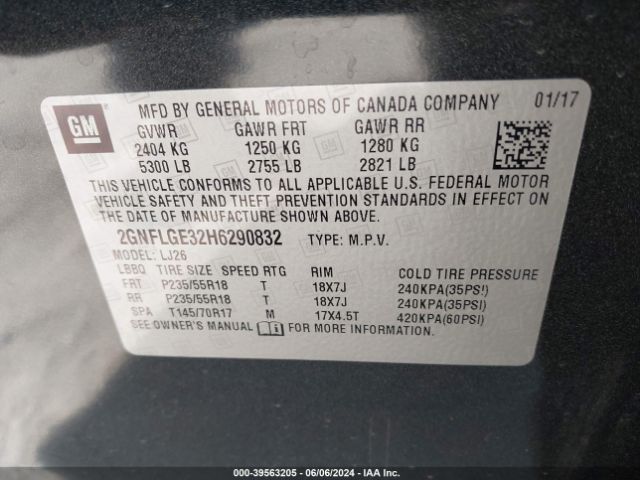 GM
MFD BY GENERAL MOTORS OF CANADA COMPANY 01/17
GVWR GAWR FRT GAWR RR
2404 KG 1250 KG 1280 KG
5300 LB 2755 LB 2821 LB
THIS VEHICLE CONFORMS TO ALL APPLICABLE U.S. FEDERAL MOTOR
VEHICLE SAFETY AND THEFT PREVENTION STANDARDS IN EFFECT ON
THE DATE OF MANUFACTURE SHOWN ABOVE.
2GNFLGE32H6290832 TYPE: M.P.V.
MODEL: LJ26
LBBQ TIRE SIZE SPEED RTG RIM COLD TIRE PRESSURE
FRT P235/55R18 T 18X7J 240KPA(35PSI)
RR P235/55R18 T 18X7J 240KPA(35PSI)
SPA T145/70R17 M 17X4.5T 420KPA(60PSI)
SEE OWNER'S MANUAL FOR MORE INFORMATION.
000-39563205 - 06/06/2024 - IAA Inc.